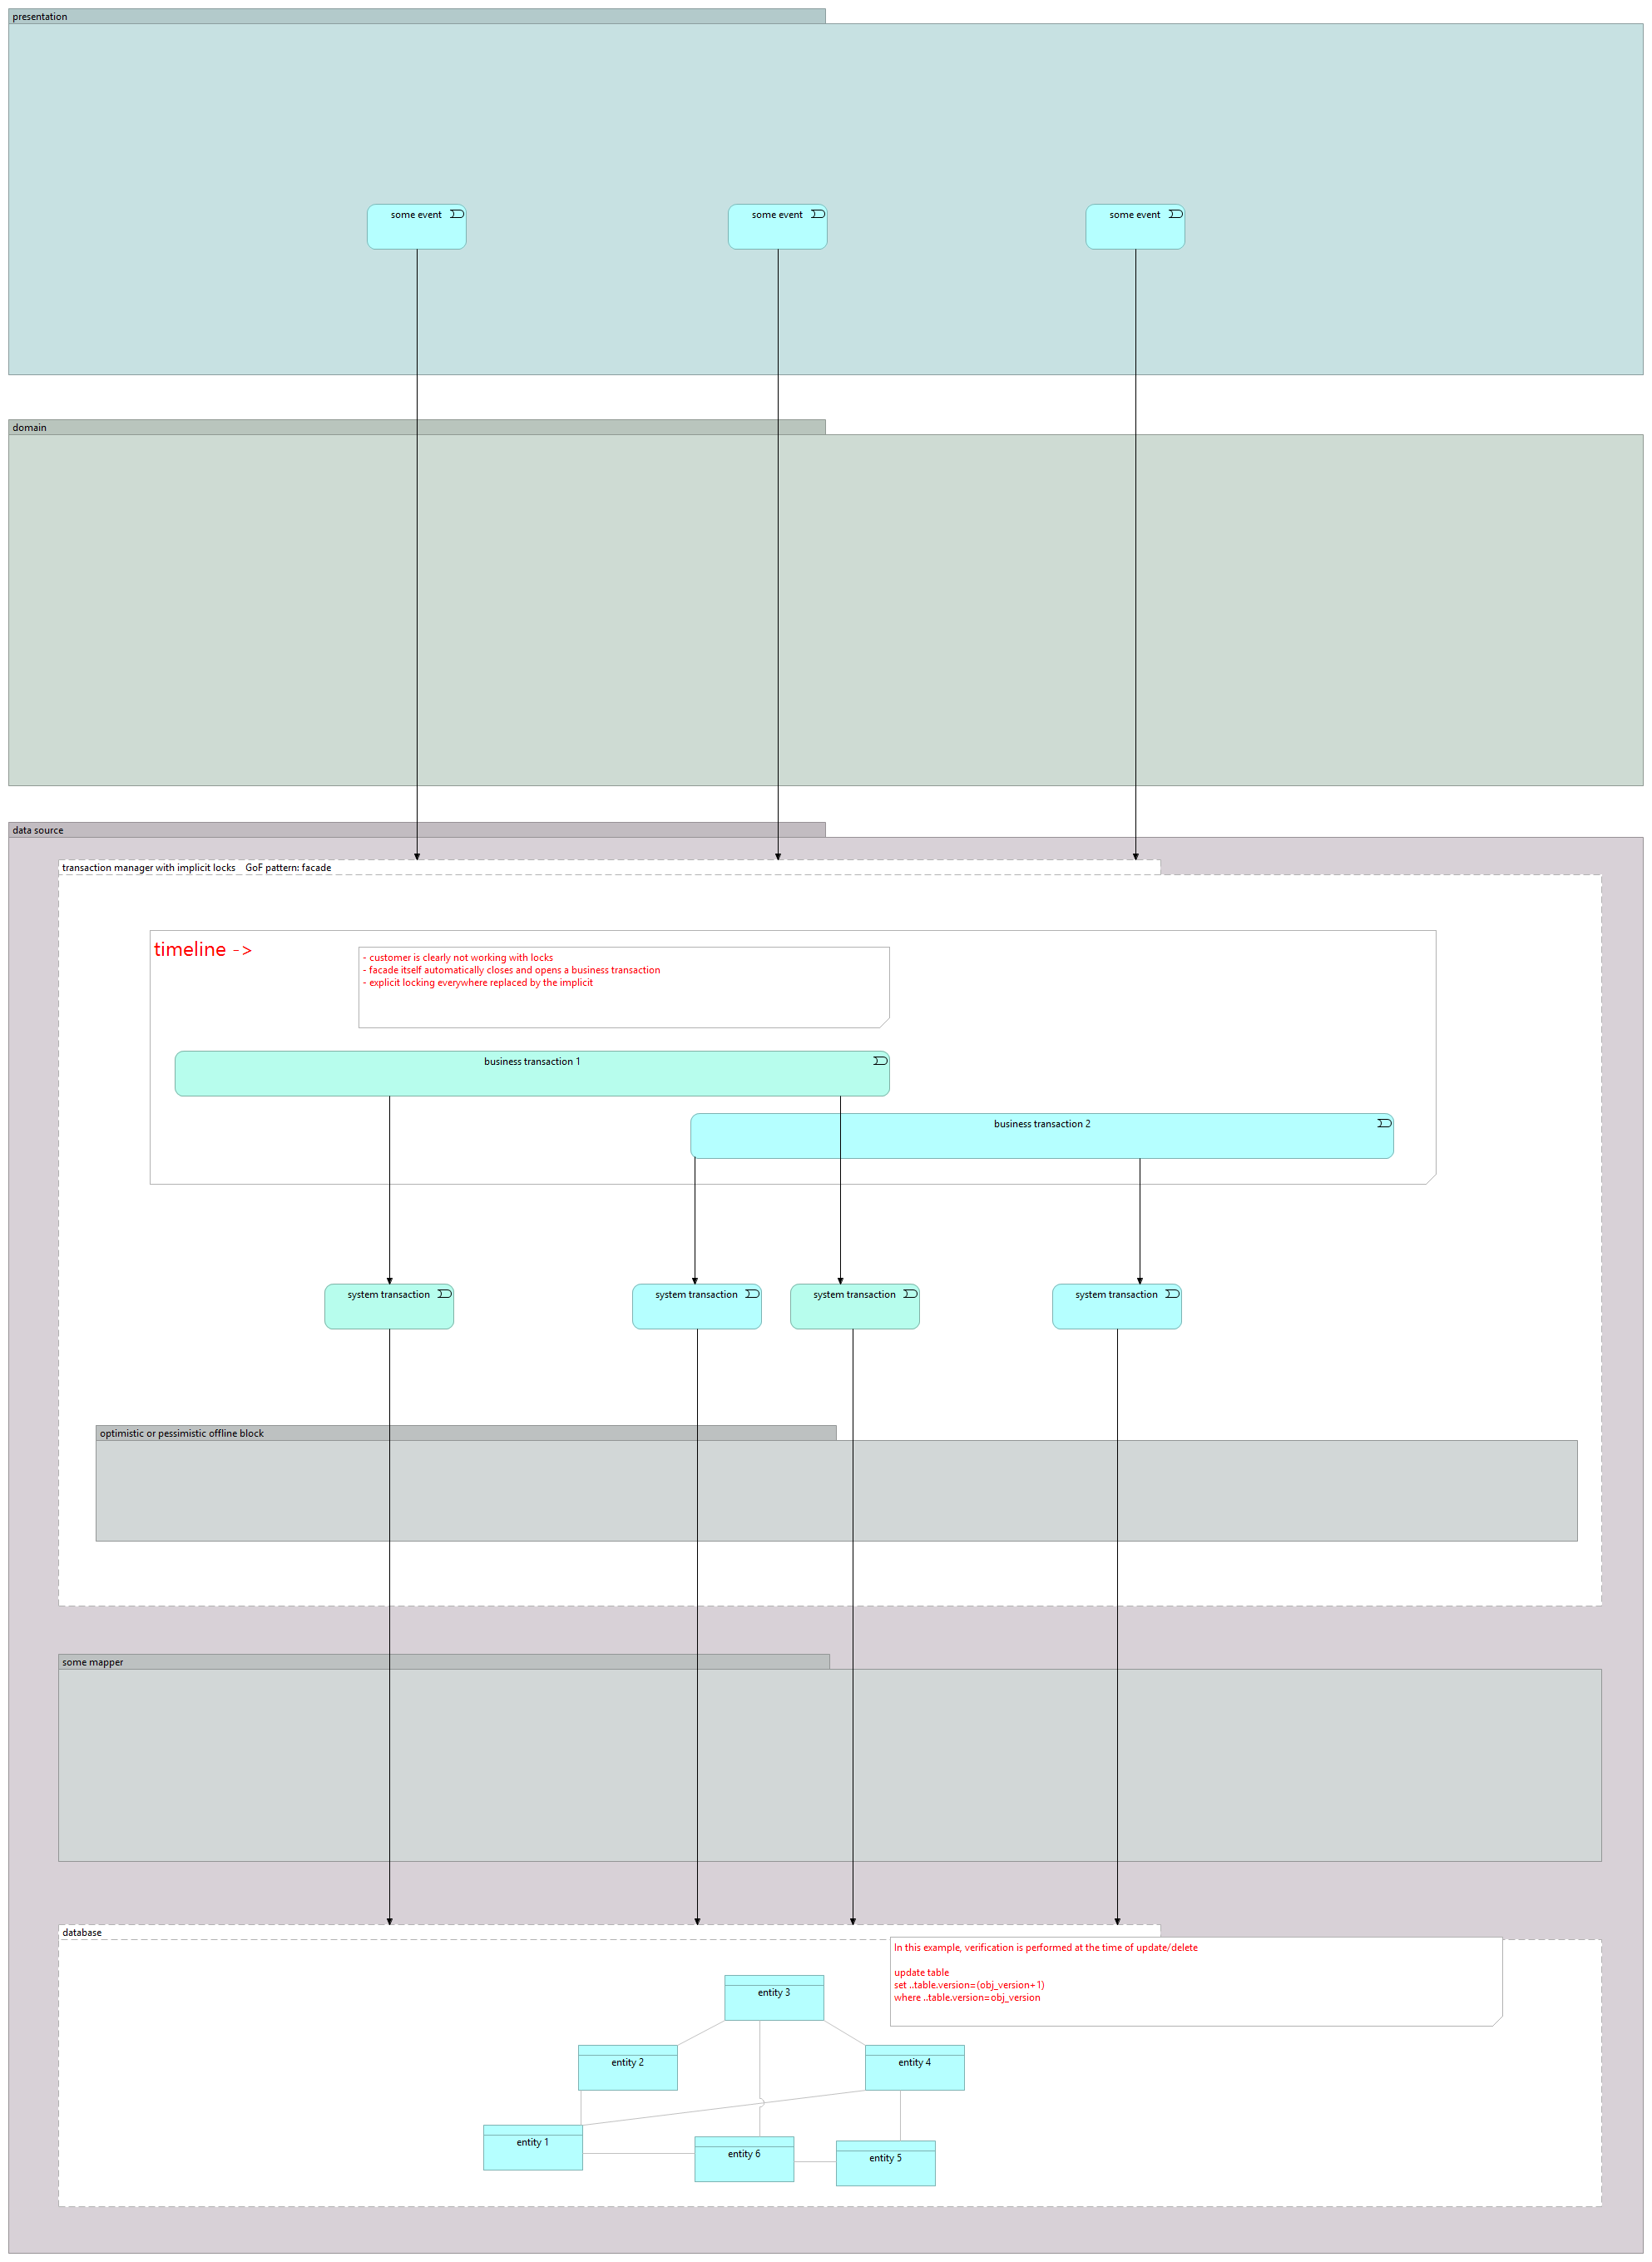 presentation
some event
some event
some event
domain
data source
transaction manager with implicit locks    GoF pattern: facade
timeline ->
- customer is clearly not working with locks
- facade itself automatically closes and opens a business transaction
- explicit locking everywhere replaced by the implicit
business transaction 1
business transaction 2
system transaction
system transaction
system transaction
system transaction
optimistic or pessimistic offline block
some mapper
database
In this example, verification is performed at the time of update/delete
update table
set ..table.version=(obj_version+1)
where ..table.version=obj_version
entity 3
entity 2
entity 4
entity 1
entity 6
entity 5